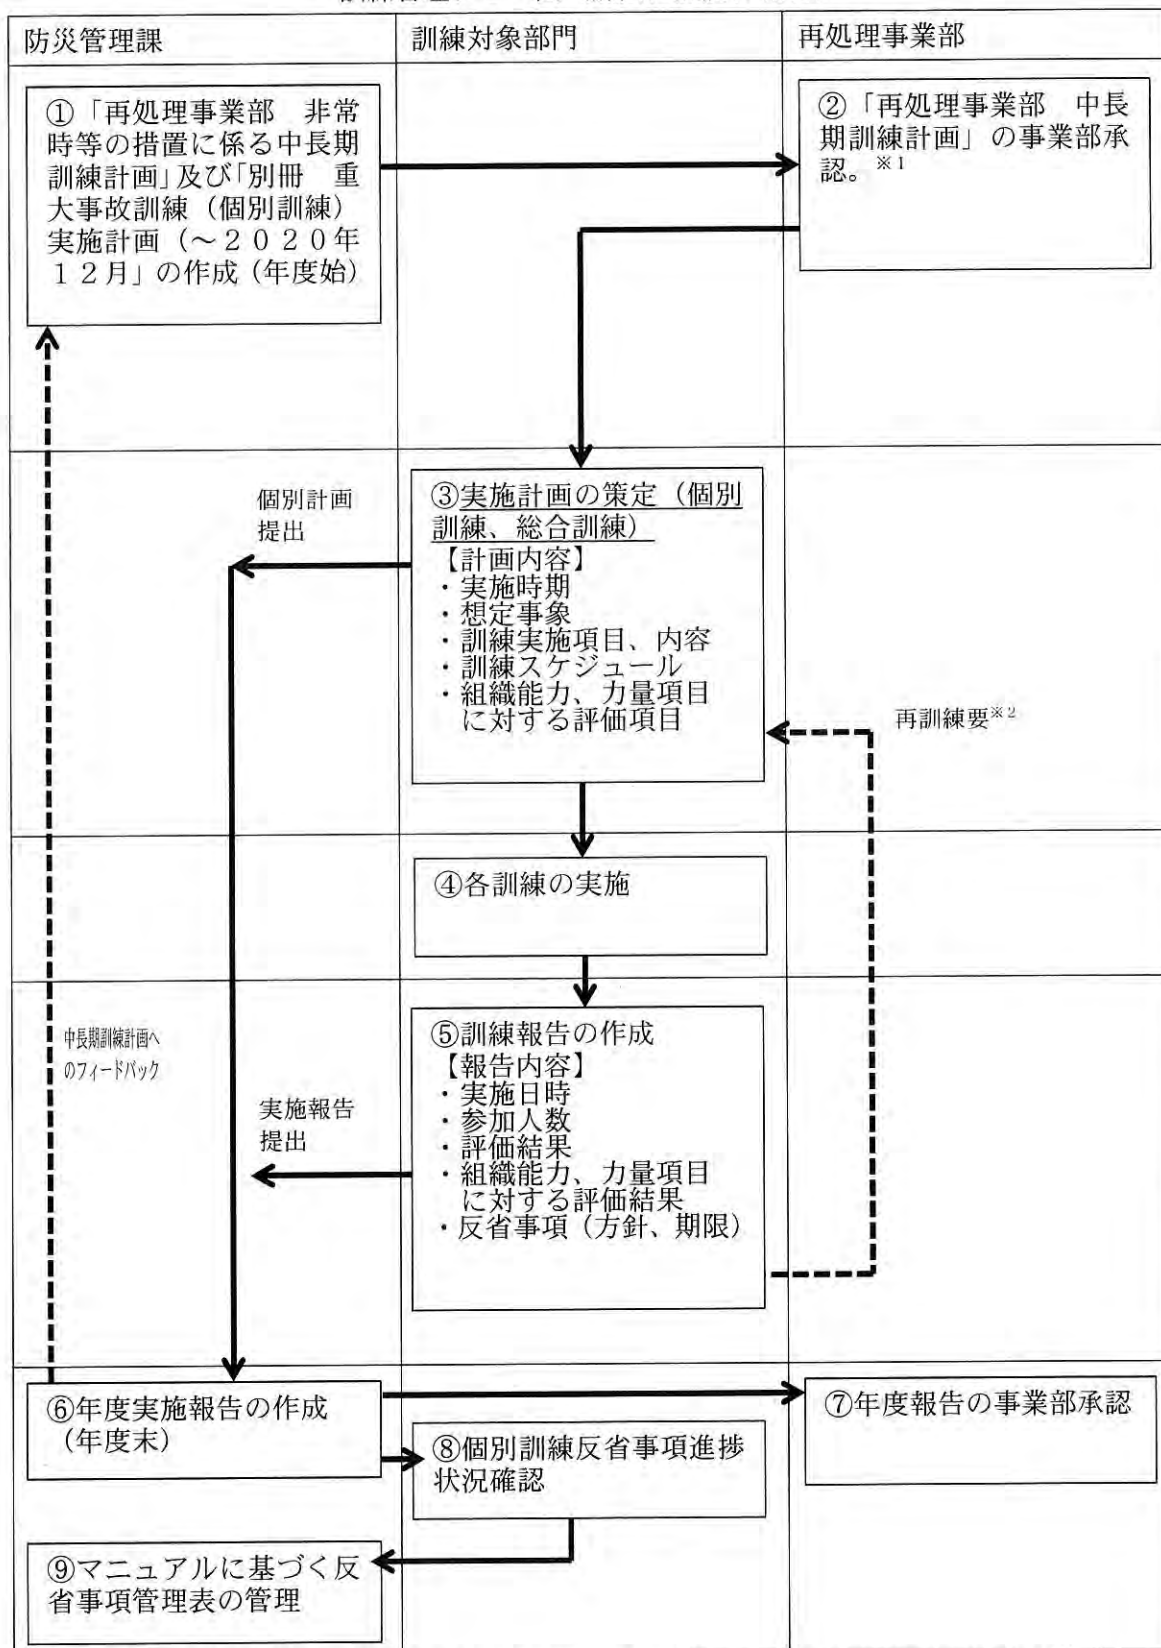 防災管理課
訓練対象部門
再処理事業部
①「再処理事業部　非常
時等の措置に係る中長期
訓練計画」及び「別冊　重
大事故訓練（個別訓練）
実施計画（～２０２０年
１２月」の作成（年度始）
②「再処理事業部　中長
期訓練計画」の事業部承
認。※1
個別計画
提出
③実施計画の策定（個別
訓練、総合訓練）
【計画内容】
・実施時期
・想定事象
・訓練実施項目、内容
・訓練スケジュール
・組織能力、力量項目
に対する評価項目
再訓練要※2
④各訓練の実施
中長期訓練計画へ
のフィードバック
実施報告
提出
⑤訓練報告の作成
【報告内容】
・実施日時
・参加人数
・評価結果
・組織能力、力量項目
に対する評価結果
・反省事項（方針、期限）
⑥年度実施報告の作成
（年度末）
⑦年度報告の事業部承認
⑧個別訓練反省事項進捗
状況確認
⑨マニュアルに基づく反
省事項管理表の管理